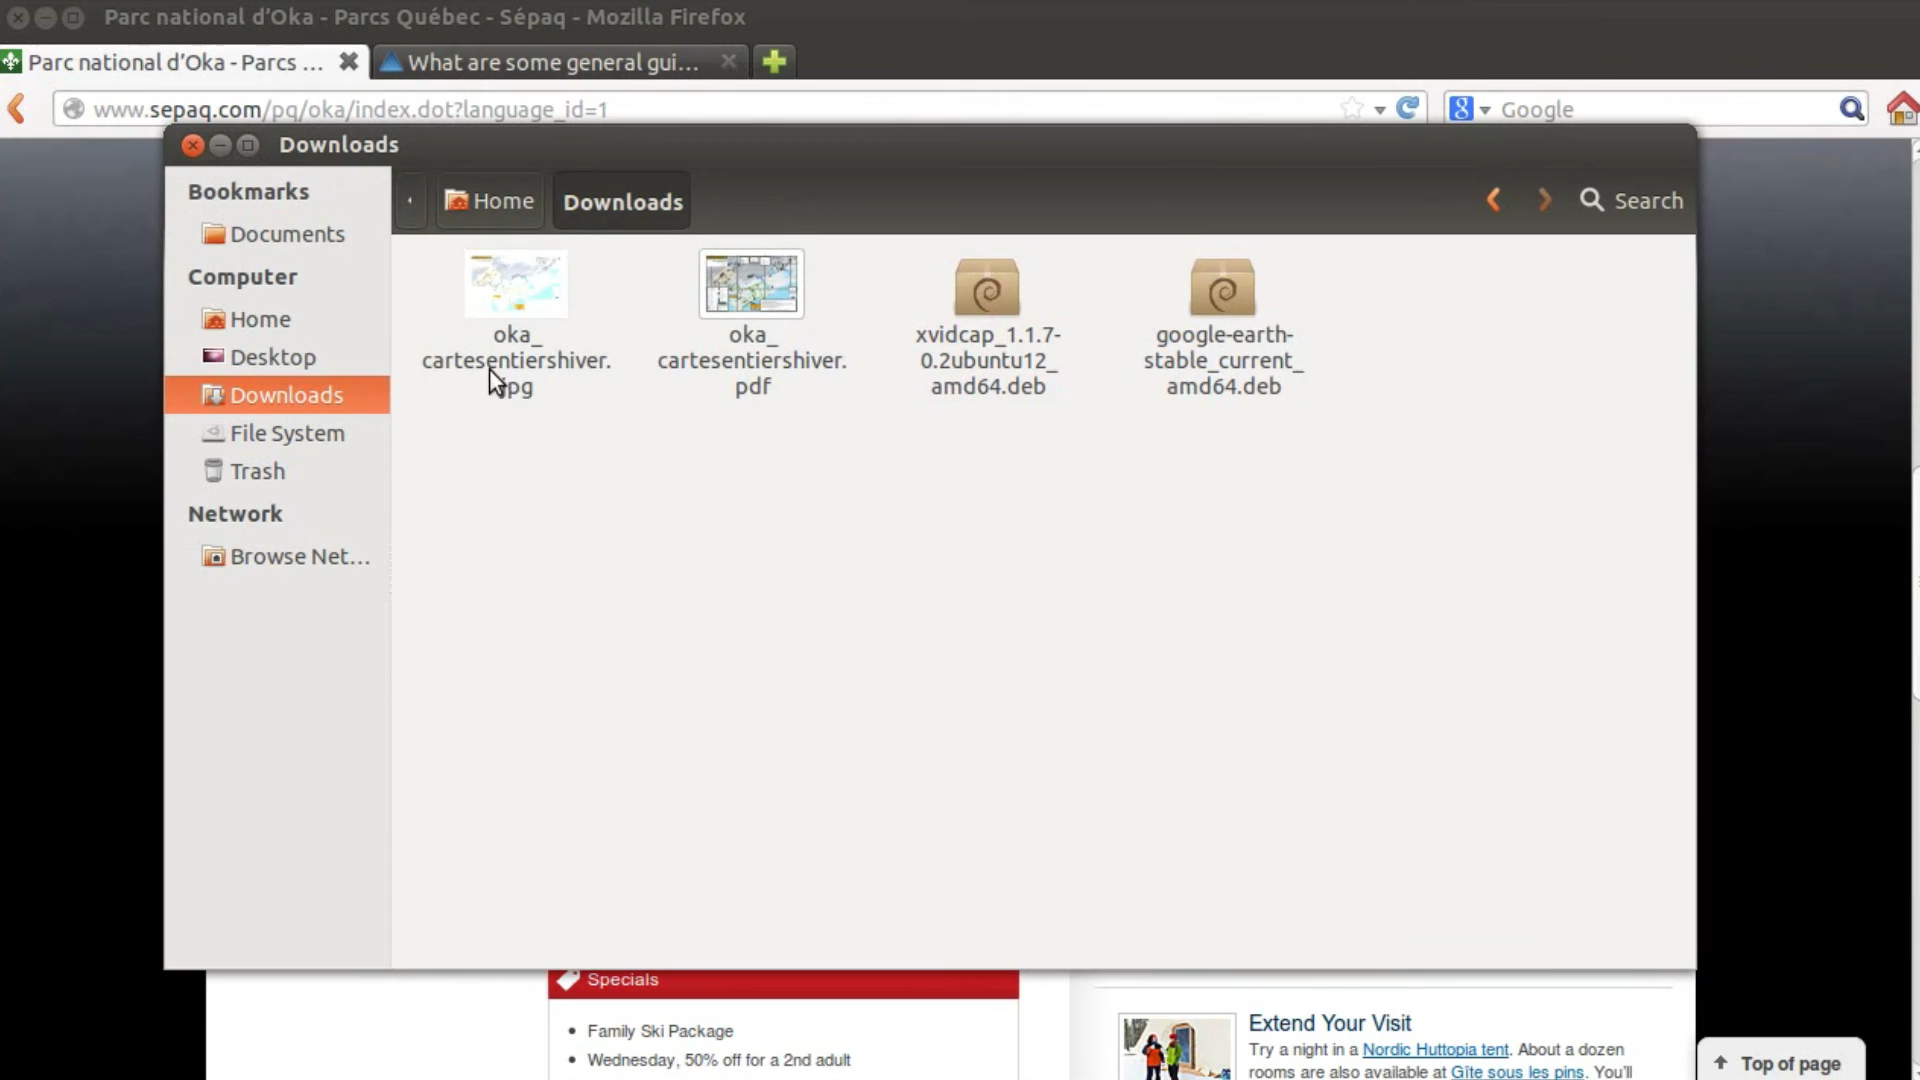 Parc national d'Oka - Parcs Québec - Sépaq - Mozilla Firefox
Parc national d'Oka - Parcs ...
What are some general gui...
www.sepaq.com/pq/oka/index.dot?language_id=1
Google
Downloads
Bookmarks
Documents
Computer
Home
Desktop
Downloads
File System
Trash
Network
Browse Net...
Home
Downloads
Search
oka_
cartesentiershiver.
jpg
oka_
cartesentiershiver.
pdf
xvidcap_1.1.7-
0.2ubuntu12_
amd64.deb
google-earth-
stable_current_
amd64.deb
Specials
Family Ski Package
Wednesday, 50% off for a 2nd adult
Extend Your Visit
Try a night in a Nordic Huttopia tent. About a dozen
rooms are also available at Gîte sous les pins. You'll
Top of page